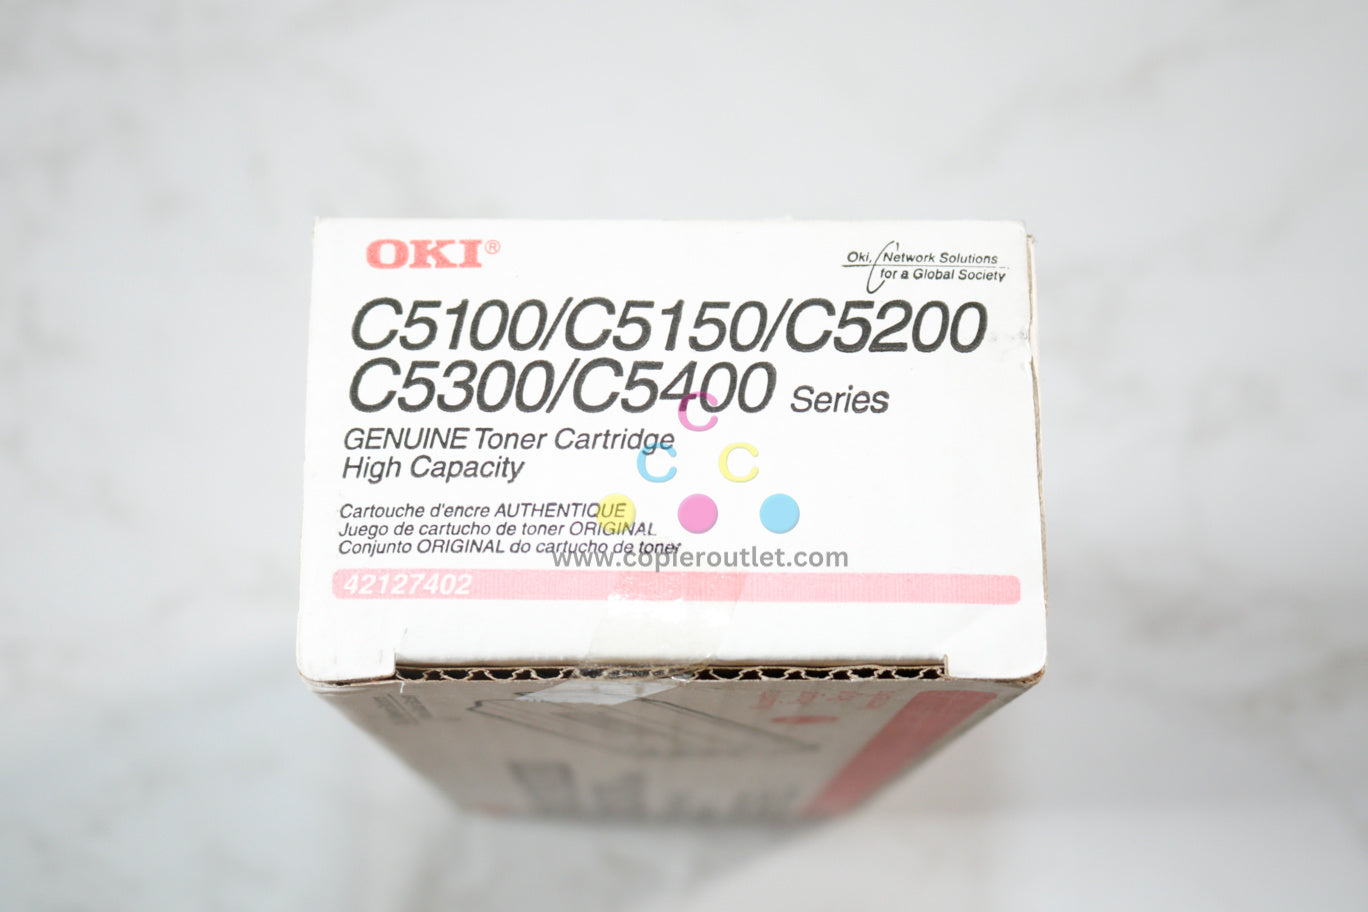 OKI®
Oki, Network Solutions
for a Global Society
C5100/C5150/C5200
C5300/C5400 Series
GENUINE Toner Cartridge
High Capacity
Cartouche d'encre AUTHENTIQUE
Juego de cartucho de toner ORIGINAL
Conjunto ORIGINAL do cartucho de toner
42127402
C
C C
www.copieroutlet.com